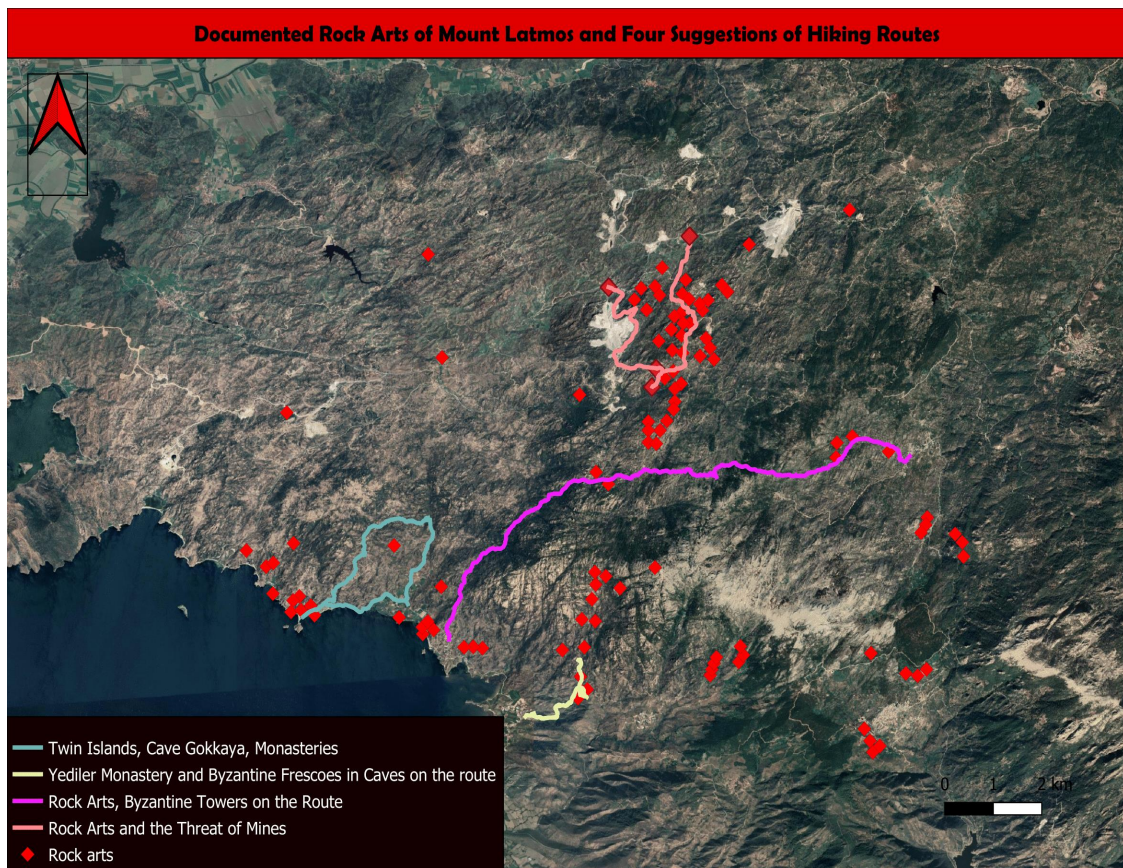 Documented Rock Arts of Mount Latmos and Four Suggestions of Hiking Routes
Twin Islands, Cave Gokkaya, Monasteries
Yediler Monastery and Byzantine Frescoes in Caves on the route
Rock Arts, Byzantine Towers on the Route
Rock Arts and the Threat of Mines
Rock arts
0 1 2 km